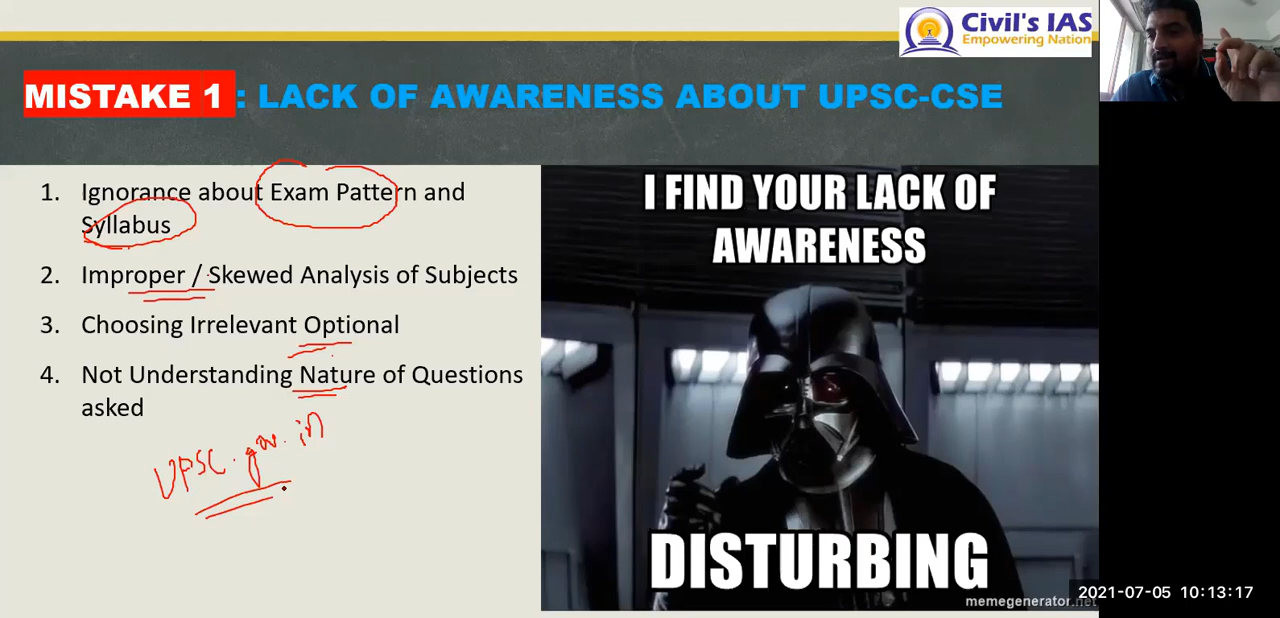 Civil's IAS
Empowering Nation
MISTAKE 1 : LACK OF AWARENESS ABOUT UPSC-CSE
1. Ignorance about Exam Pattern and
Syllabus
2. Improper / Skewed Analysis of Subjects
3. Choosing Irrelevant Optional
4. Not Understanding Nature of Questions
asked
UPSC.gov.in
I FIND YOUR LACK OF
AWARENESS
DISTURBING
memegenerator.net
2021-07-05 10:13:17